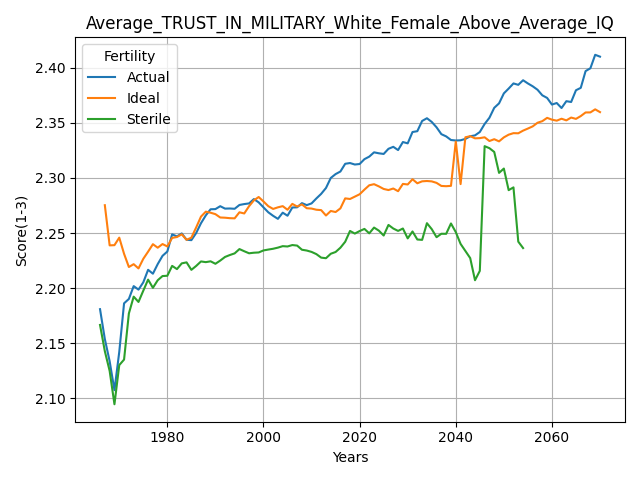 Average_TRUST_IN_MILITARY_White_Female_Above_Average_IQ
Fertility
Actual
Ideal
Sterile
Score(1-3)
2.40
2.35
2.30
2.25
2.20
2.15
2.10
1980
2000
2020
2040
2060
Years